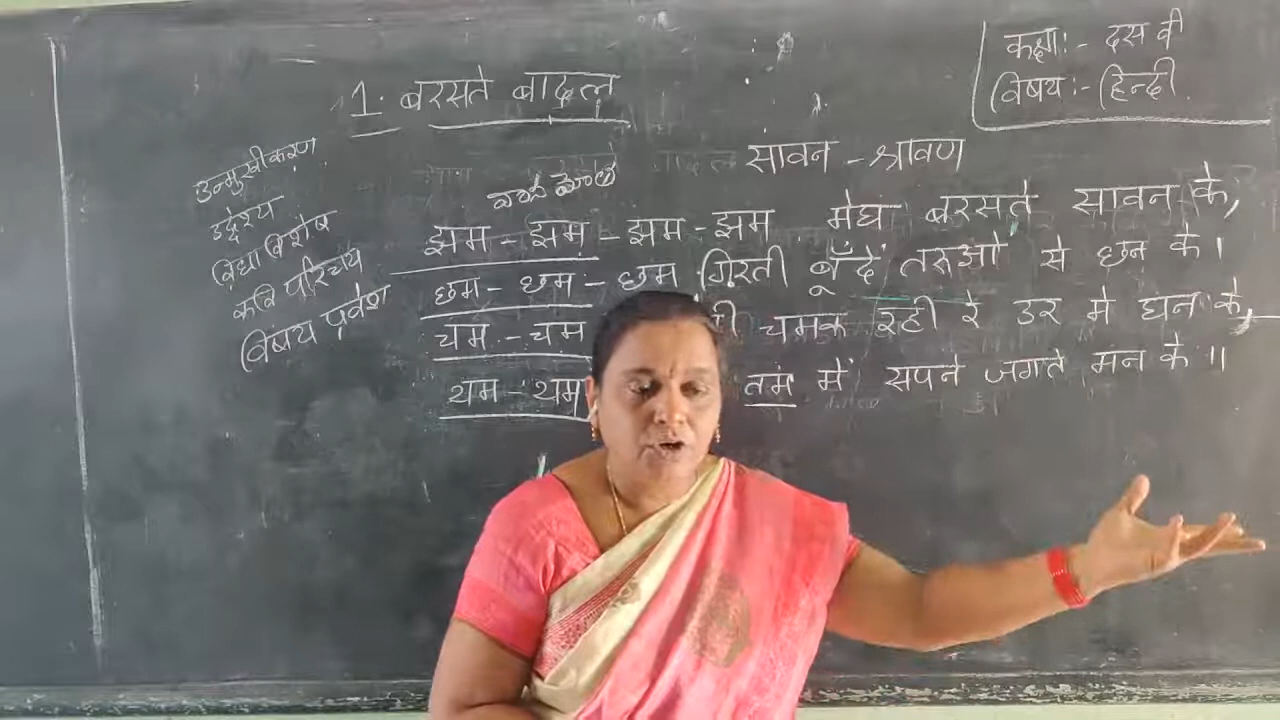 कक्षाः- दस वी
विषयः- हिन्दी
1. बरसते बादल
सावन - श्रावण
उन्मुखीकरण
उद्देश्य
विधा विशेष
कवि परिचय
विषय प्रवेश
झम - झम - झम - झम मेघ बरसते सावन के,
छम - छम - छम गिरती बूँदें तरुओं से छन के।
चम - चम चमक रही रे उर में घन के,
थम - थम तम में सपने जगते मन के॥